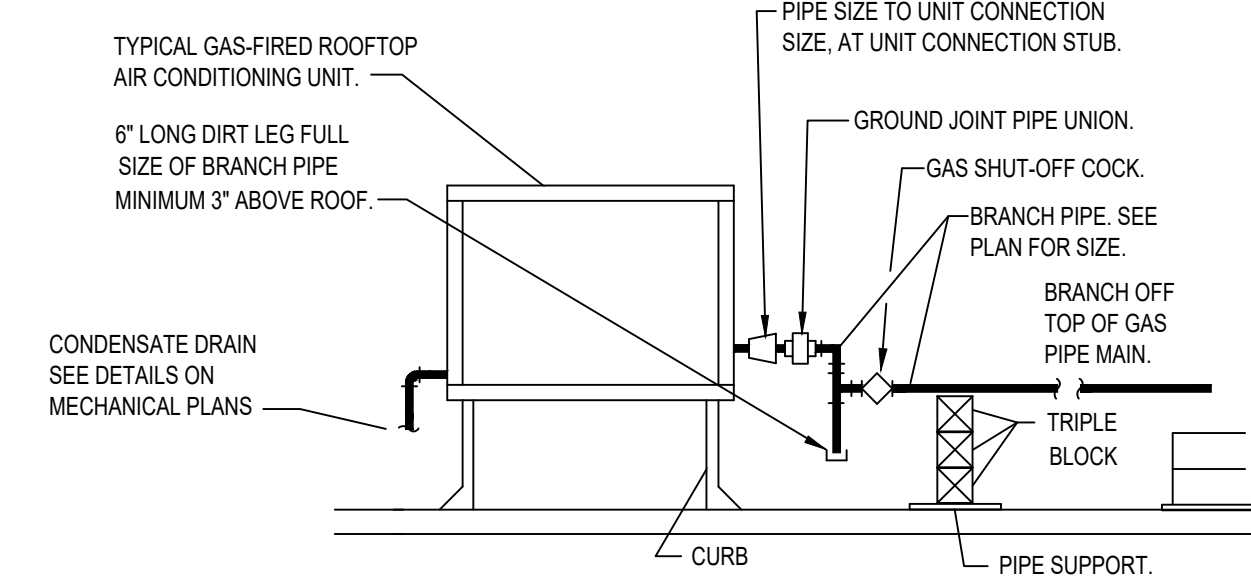 PIPE SIZE TO UNIT CONNECTION
SIZE, AT UNIT CONNECTION STUB.
TYPICAL GAS-FIRED ROOFTOP
AIR CONDITIONING UNIT.
6" LONG DIRT LEG FULL
SIZE OF BRANCH PIPE
MINIMUM 3" ABOVE ROOF.
GROUND JOINT PIPE UNION.
GAS SHUT-OFF COCK.
BRANCH PIPE. SEE
PLAN FOR SIZE.
BRANCH OFF
TOP OF GAS
PIPE MAIN.
CONDENSATE DRAIN
SEE DETAILS ON
MECHANICAL PLANS
TRIPLE
BLOCK
CURB
PIPE SUPPORT.